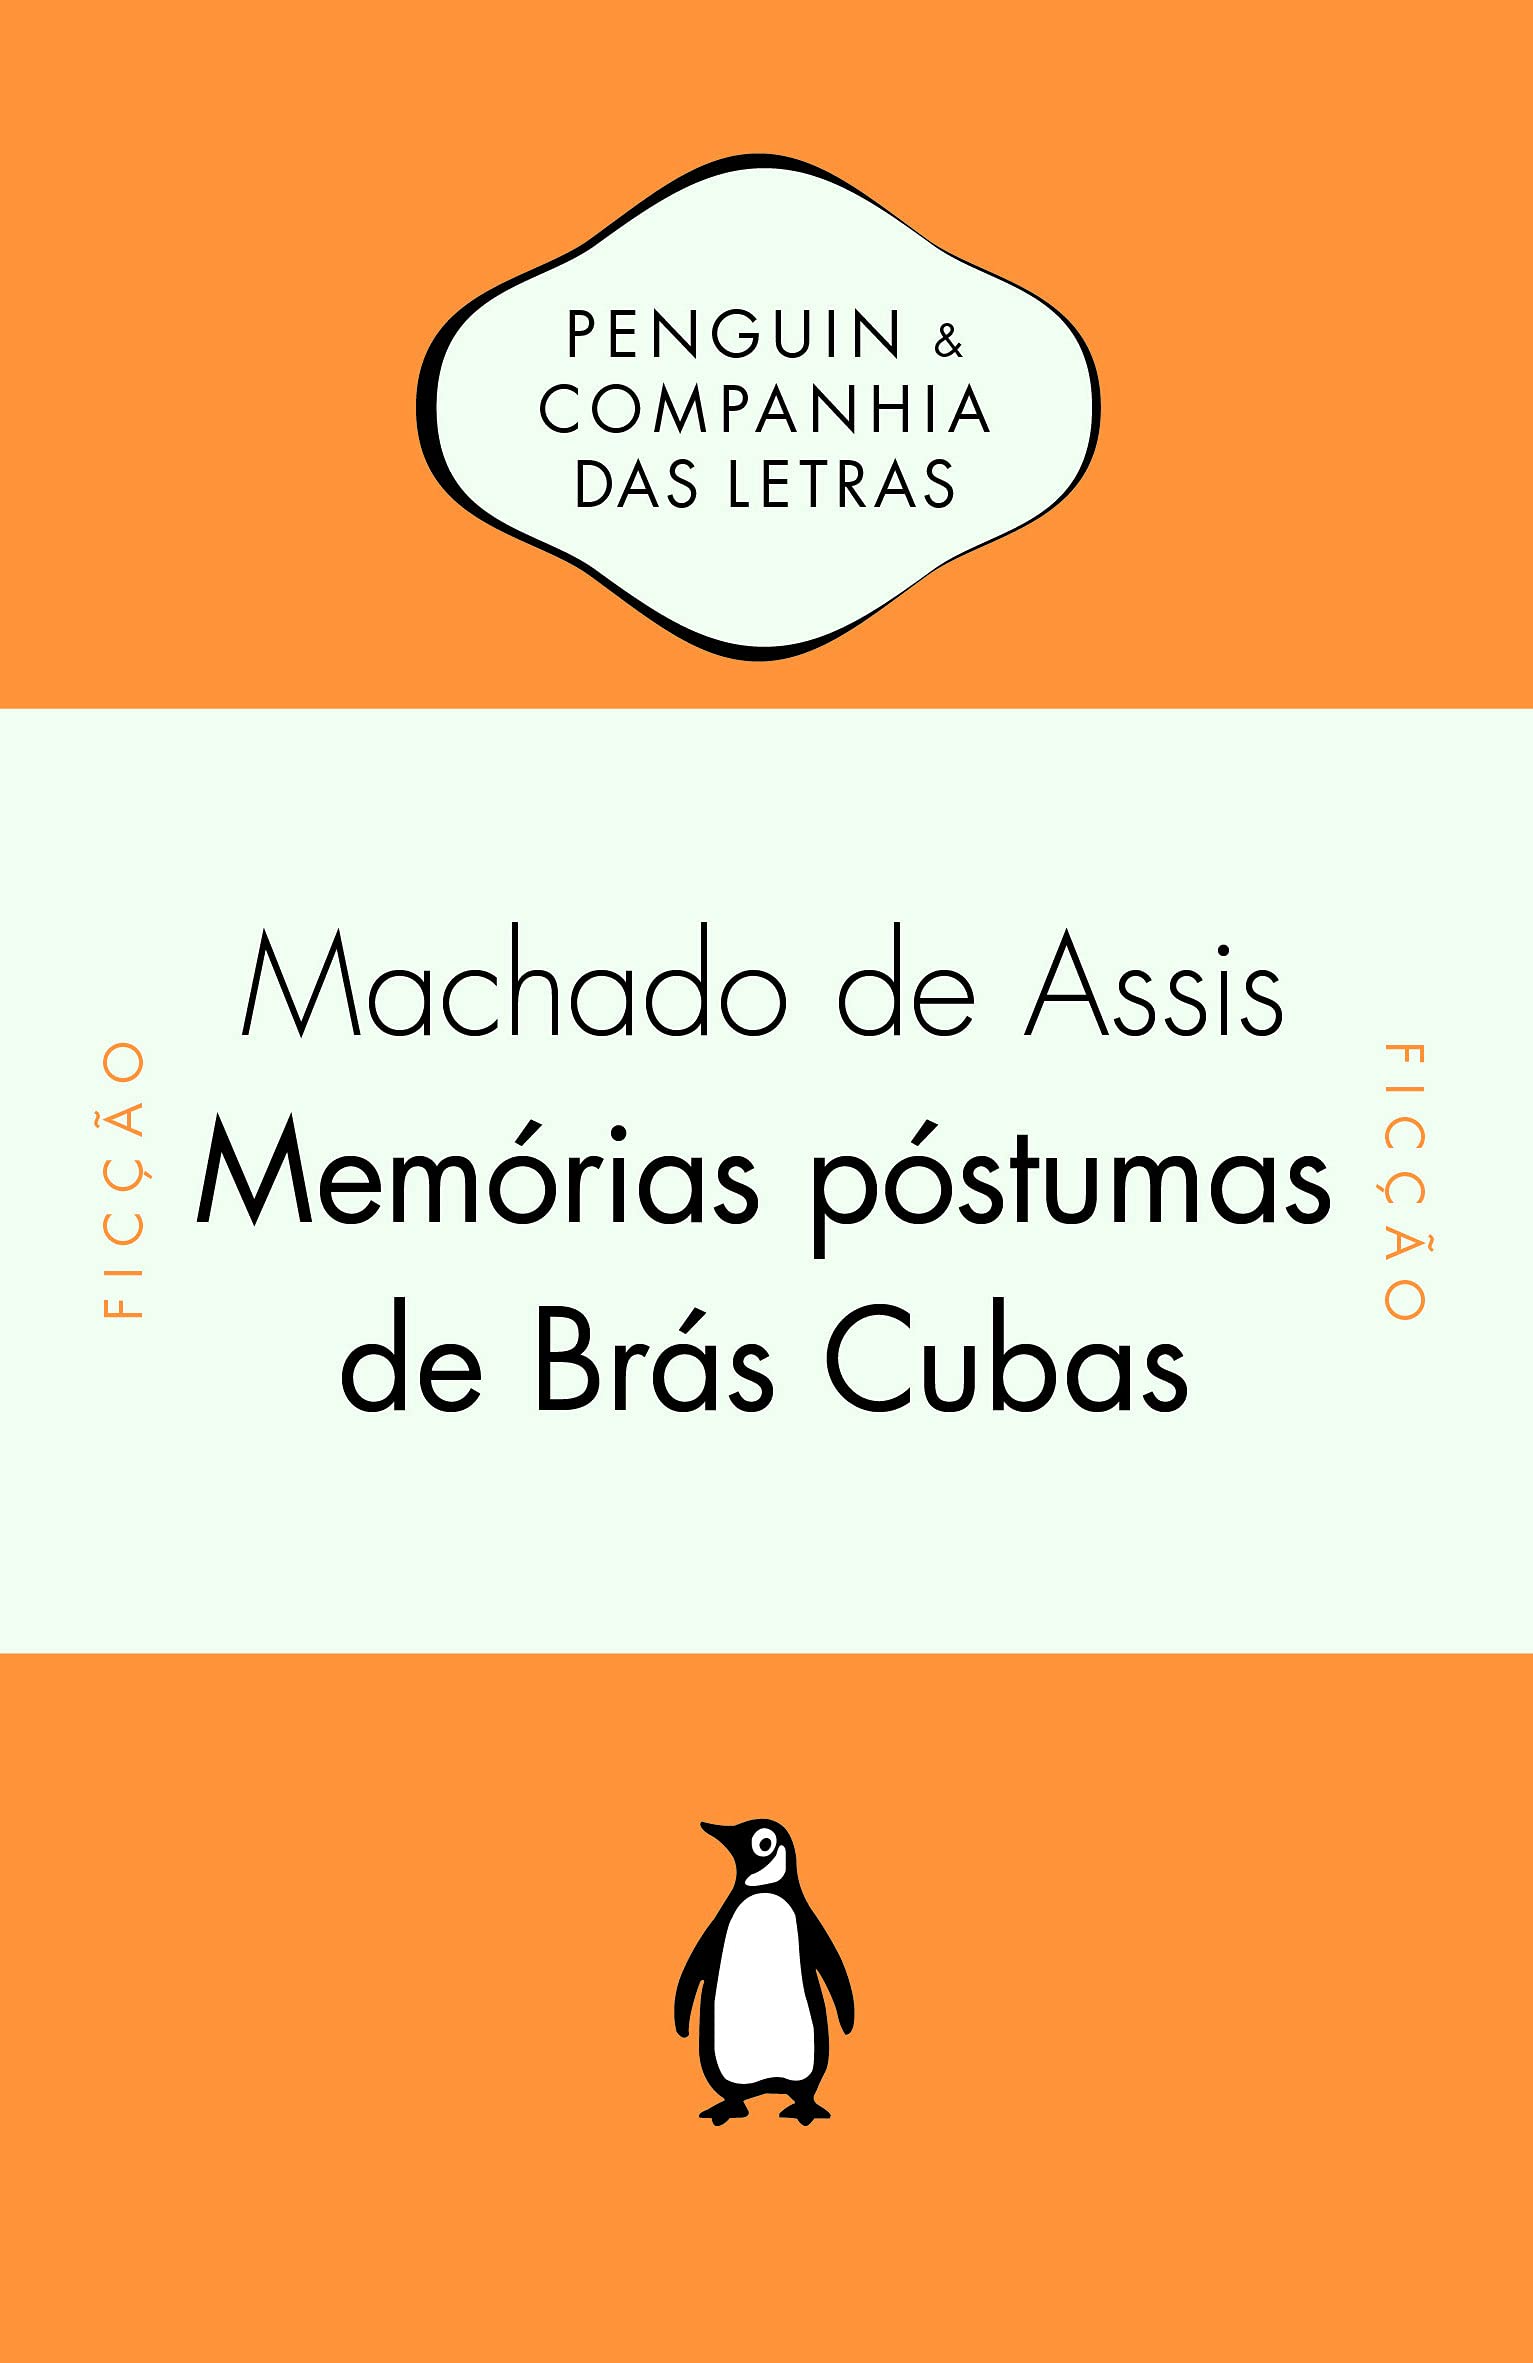 PENGUIN &
COMPANHIA
DAS LETRAS
Machado de Assis
Memórias póstumas
de Brás Cubas
FICÇÃO
FICÇÃO